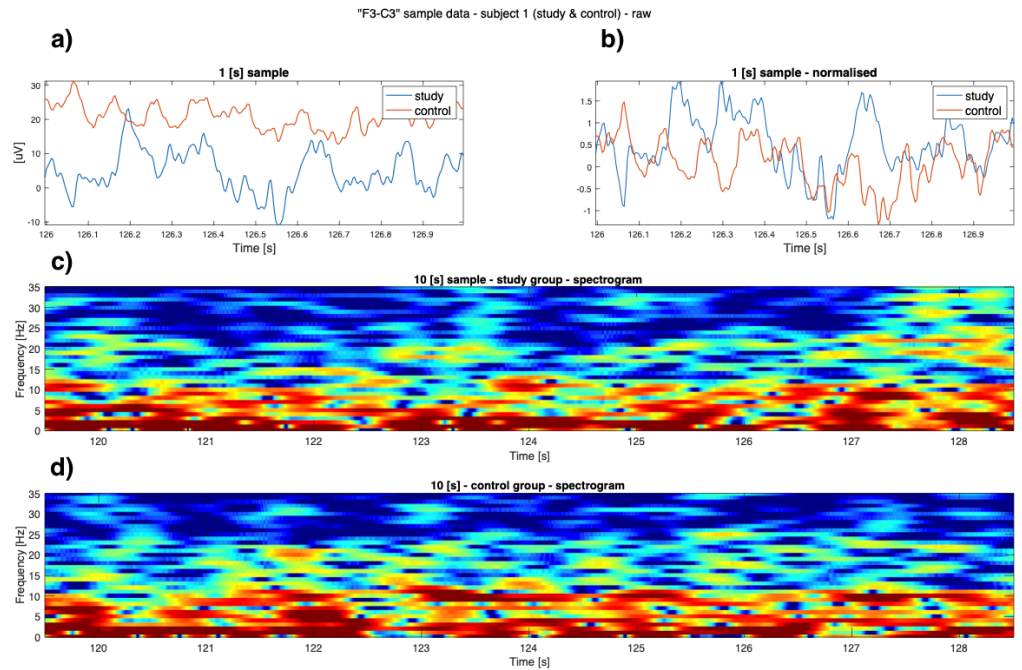 "F3-C3" sample data - subject 1 (study & control) - raw
a)
1 [s] sample
[uV]
30
20
10
0
-10
study
control
126 126.1 126.2 126.3 126.4 126.5 126.6 126.7 126.8 126.9
Time [s]
b)
1 [s] sample - normalised
1.5
1
0.5
0
-0.5
-1
study
control
126 126.1 126.2 126.3 126.4 126.5 126.6 126.7 126.8 126.9
Time [s]
c)
10 [s] sample - study group - spectrogram
Frequency [Hz]
35
30
25
20
15
10
5
0
120 121 122 123 124 125 126 127 128
Time [s]
d)
10 [s] - control group - spectrogram
Frequency [Hz]
35
30
25
20
15
10
5
0
120 121 122 123 124 125 126 127 128
Time [s]